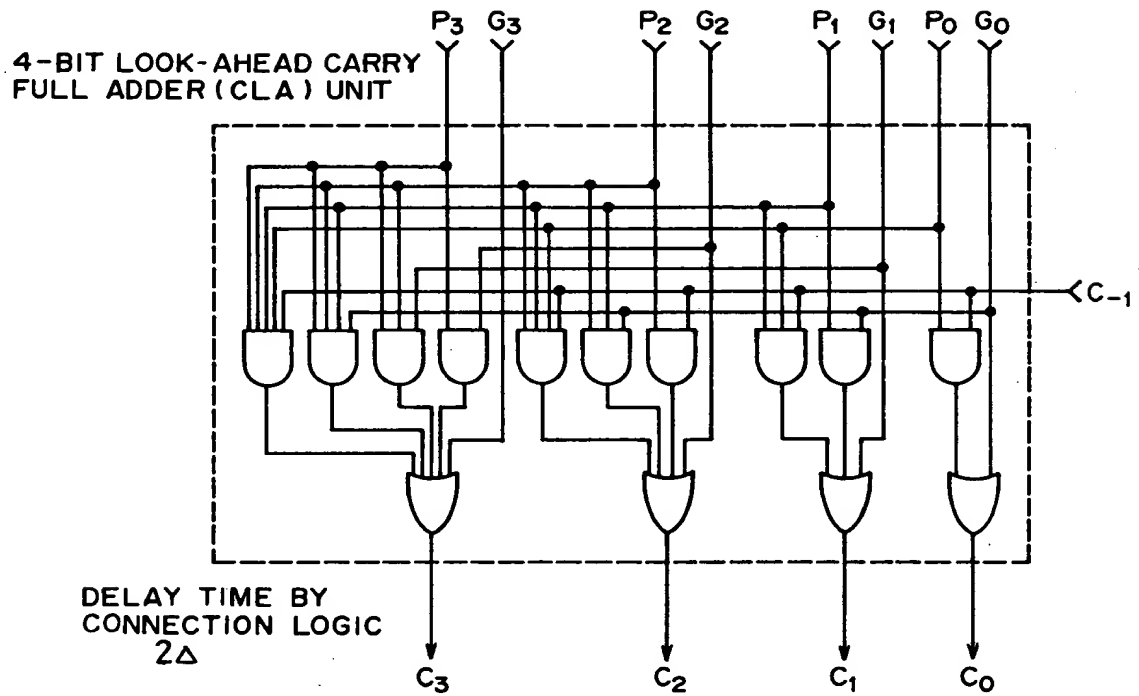 P₃ G₃ P₂ G₂ P₁ G₁ P₀ G₀
4-BIT LOOK-AHEAD CARRY
FULL ADDER (CLA) UNIT
C₋₁
DELAY TIME BY
CONNECTION LOGIC
2Δ
C₃ C₂ C₁ C₀